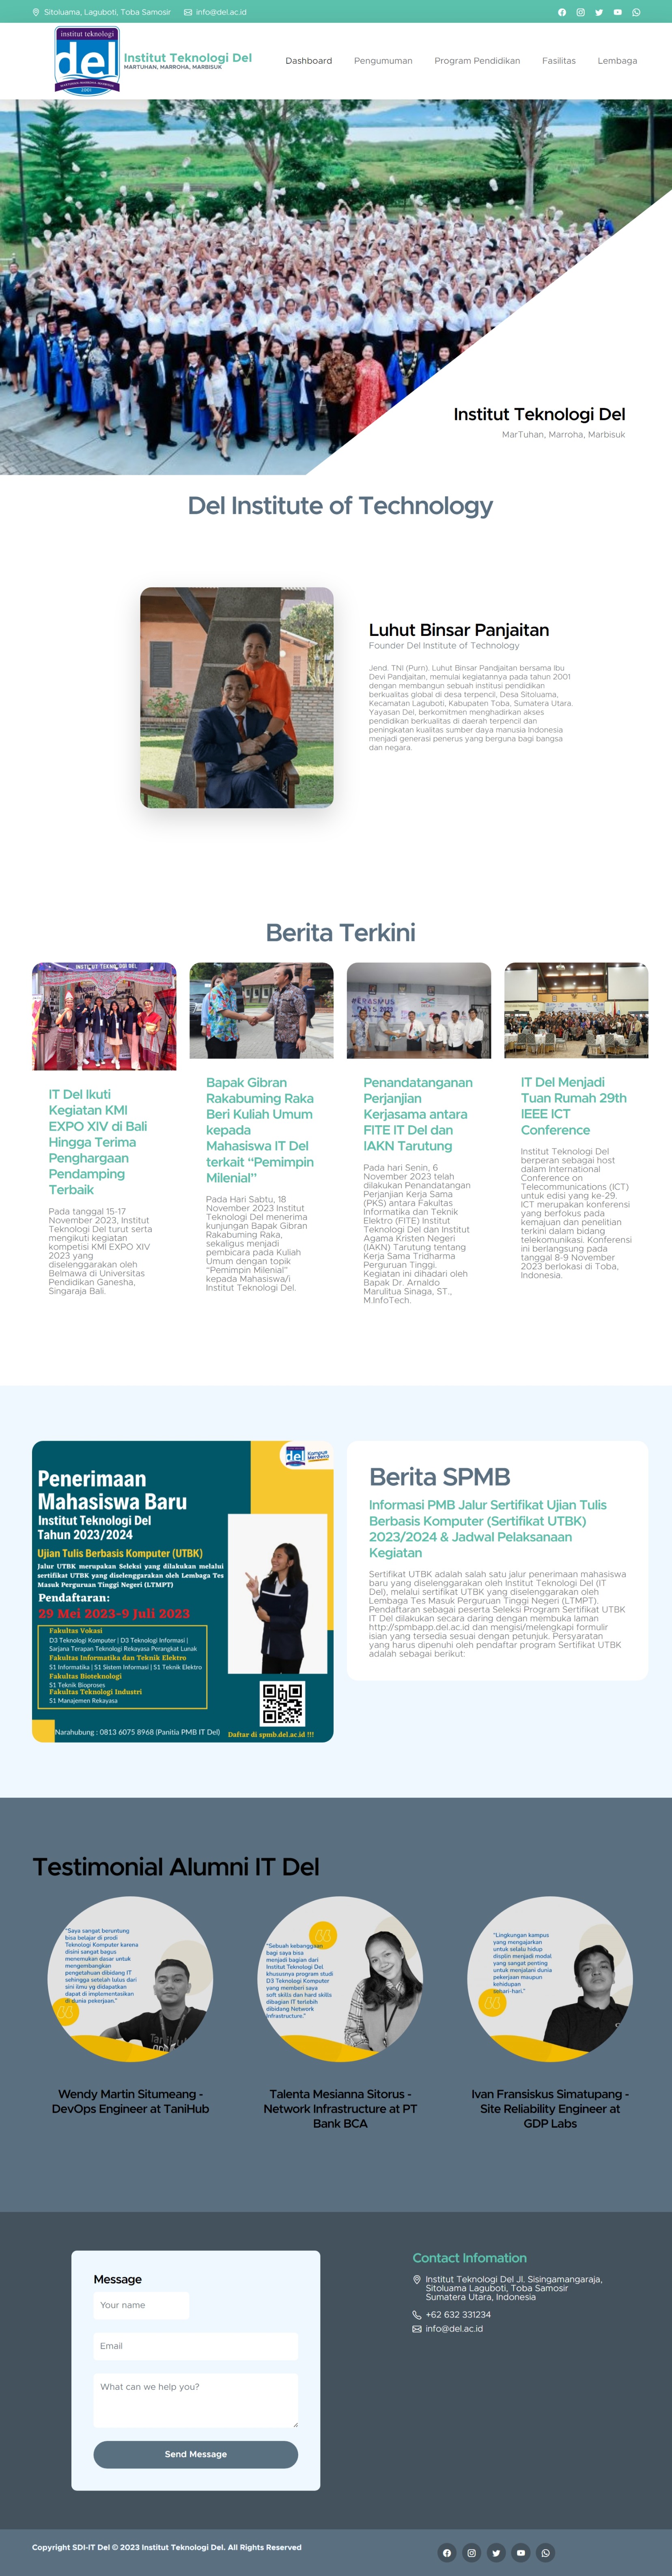 Sitoluama, Laguboti, Toba Samosir
info@del.ac.id
institut teknologi
del
Institut Teknologi Del
MARTUHAN, MARROHA, MARBISUK
Dashboard
Pengumuman
Program Pendidikan
Fasilitas
Lembaga
Institut Teknologi Del
MarTuhan, Marroha, Marbisuk
Del Institute of Technology
Luhut Binsar Panjaitan
Founder Del Institute of Technology
Jend. TNI (Purn). Luhut Binsar Pandjaitan bersama Ibu
Devi Pandjaitan, memulai kegiatannya pada tahun 2001
dengan membangun sebuah institusi pendidikan
berkualitas global di desa terpencil, Desa Sitoluama,
Kecamatan Laguboti, Kabupaten Toba, Sumatera Utara.
Yayasan Del, berkomitmen menghadirkan akses
pendidikan berkualitas di daerah terpencil dan
peningkatan kualitas sumber daya manusia Indonesia
menjadi generasi penerus yang berguna bagi bangsa
dan negara.
Berita Terkini
IT Del Ikuti
Kegiatan KMI
EXPO XIV di Bali
Hingga Terima
Penghargaan
Pendamping
Terbaik
Pada tanggal 15-17
November 2023, Institut
Teknologi Del turut serta
mengikuti kegiatan
kompetisi KMI EXPO XIV
2023 yang
diselenggarakan oleh
Belmawa di Universitas
Pendidikan Ganesha,
Singaraja Bali.
Bapak Gibran
Rakabuming Raka
Beri Kuliah Umum
kepada
Mahasiswa IT Del
terkait “Pemimpin
Milenial”
Pada Hari Sabtu, 18
November 2023 Institut
Teknologi Del menerima
kunjungan Bapak Gibran
Rakabuming Raka,
sekaligus menjadi
pembicara pada Kuliah
Umum dengan topik
“Pemimpin Milenial”
kepada Mahasiswa/i
Institut Teknologi Del.
ERASMUS
DAYS 2023
Penandatanganan
Perjanjian
Kerjasama antara
FITE IT Del dan
IAKN Tarutung
Pada hari Senin, 6
November 2023 telah
dilakukan Penandatangan
Perjanjian Kerja Sama
(PKS) antara Fakultas
Informatika dan Teknik
Elektro (FITE) Institut
Teknologi Del dan Institut
Agama Kristen Negeri
(IAKN) Tarutung tentang
Kerja Sama Tridharma
Perguruan Tinggi.
Kegiatan ini dihadari oleh
Bapak Dr. Arnaldo
Marulitua Sinaga, ST.,
M.InfoTech.
IT Del Menjadi
Tuan Rumah 29th
IEEE ICT
Conference
Institut Teknologi Del
berperan sebagai host
dalam International
Conference on
Telecommunications (ICT)
untuk edisi yang ke-29.
ICT merupakan konferensi
yang berfokus pada
kemajuan dan penelitian
terkini dalam bidang
telekomunikasi. Konferensi
ini berlangsung pada
tanggal 8-9 November
2023 berlokasi di Toba,
Indonesia.
del
Kampus
Merdeka
Penerimaan
Mahasiswa Baru
Institut Teknologi Del
Tahun 2023/2024
Ujian Tulis Berbasis Komputer (UTBK)
Jalur UTBK merupakan Seleksi yang dilakukan melalui
sertifikat UTBK yang diselenggarakan oleh Lembaga Tes
Masuk Perguruan Tinggi Negeri (LTMPT)
Pendaftaran:
29 Mei 2023-9 Juli 2023
Fakultas Vokasi
D3 Teknologi Komputer | D3 Teknologi Informasi |
Sarjana Terapan Teknologi Rekayasa Perangkat Lunak
Fakultas Informatika dan Teknik Elektro
S1 Informatika | S1 Sistem Informasi | S1 Teknik Elektro
Fakultas Bioteknologi
S1 Teknik Bioproses
Fakultas Teknologi Industri
S1 Manajemen Rekayasa
Narahubung : 0813 6075 8968 (Panitia PMB IT Del)
Daftar di spmb.del.ac.id !!!
Berita SPMB
Informasi PMB Jalur Sertifikat Ujian Tulis
Berbasis Komputer (Sertifikat UTBK)
2023/2024 & Jadwal Pelaksanaan
Kegiatan
Sertifikat UTBK adalah salah satu jalur penerimaan mahasiswa
baru yang diselenggarakan oleh Institut Teknologi Del (IT
Del), melalui sertifikat UTBK yang diselenggarakan oleh
Lembaga Tes Masuk Perguruan Tinggi Negeri (LTMPT).
Pendaftaran sebagai peserta Seleksi Program Sertifikat UTBK
IT Del dilakukan secara daring dengan membuka laman
http://spmbapp.del.ac.id dan mengisi/melengkapi formulir
isian yang tersedia sesuai dengan petunjuk. Persyaratan
yang harus dipenuhi oleh pendaftar program Sertifikat UTBK
adalah sebagai berikut:
Testimonial Alumni IT Del
"Saya sangat beruntung
bisa belajar di prodi
Teknologi Komputer karena
disini sangat bagus
menemukan dasar untuk
mengembangkan
pengetahuan dibidang IT
sehingga setelah lulus dari
sini ilmu yg didapatkan
dapat di implementasikan
di dunia pekerjaan."
"Sebuah kebanggaan
bagi saya bisa
menjadi bagian dari
Institut Teknologi Del
khususnya program studi
D3 Teknologi Komputer
yang memberi saya
soft skills dan hard skills
dibagian IT terlebih
dibidang Network
Infrastructure."
"Lingkungan kampus
yang mengajarkan
untuk selalu hidup
displin menjadi modal
yang sangat penting
untuk menjalani dunia
pekerjaan maupun
kehidupan
sehari-hari."
Wendy Martin Situmeang -
DevOps Engineer at TaniHub
Talenta Mesianna Sitorus -
Network Infrastructure at PT
Bank BCA
Ivan Fransiskus Simatupang -
Site Reliability Engineer at
GDP Labs
Message
Your name
Email
What can we help you?
Send Message
Contact Infomation
Institut Teknologi Del Jl. Sisingamangaraja,
Sitoluama Laguboti, Toba Samosir
Sumatera Utara, Indonesia
+62 632 331234
info@del.ac.id
Copyright SDI-IT Del © 2023 Institut Teknologi Del. All Rights Reserved